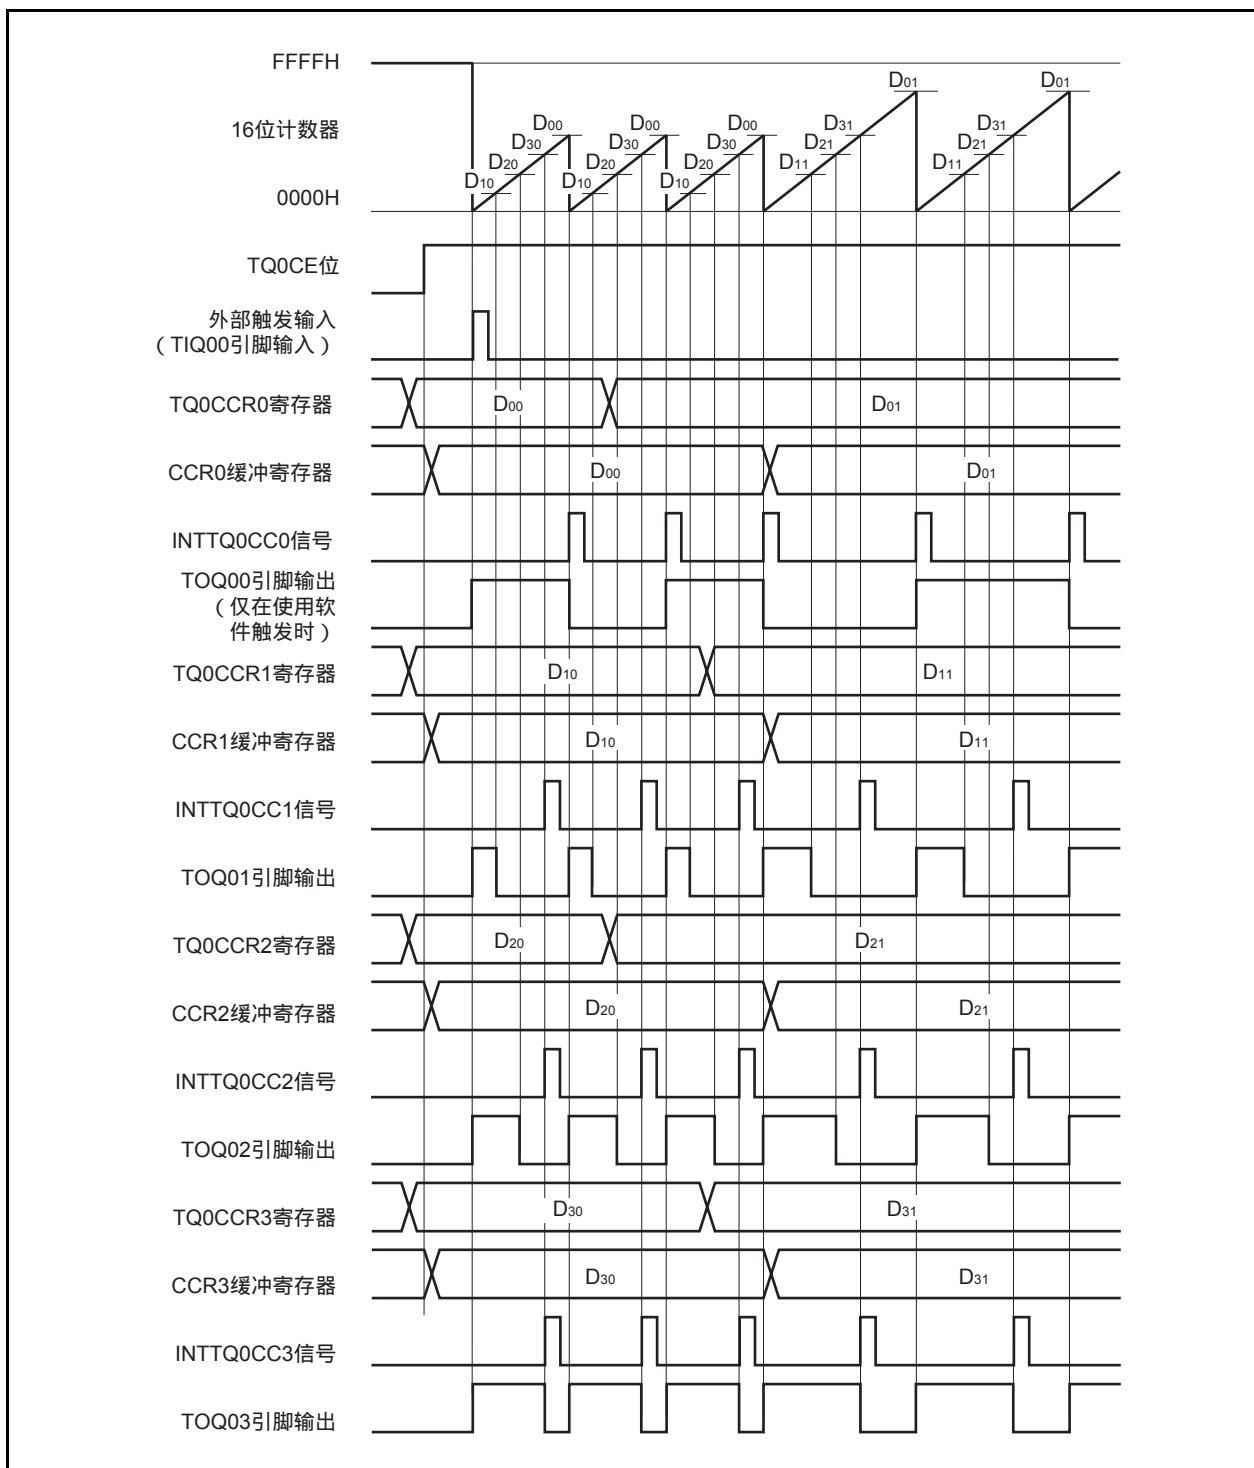 FFFFH
D01 D01
16位计数器
D00 D00 D00 D31 D31
D30 D30 D30 D21 D21
D20 D20 D20 D11 D11
D10 D10 D10
0000H
TQ0CE位
外部触发输入
（TIQ00引脚输入）
TQ0CCR0寄存器 D00 D01
CCR0缓冲寄存器 D00 D01
INTTQ0CC0信号
TOQ00引脚输出
（仅在使用软
件触发时）
TQ0CCR1寄存器 D10 D11
CCR1缓冲寄存器 D10 D11
INTTQ0CC1信号
TOQ01引脚输出
TQ0CCR2寄存器 D20 D21
CCR2缓冲寄存器 D20 D21
INTTQ0CC2信号
TOQ02引脚输出
TQ0CCR3寄存器 D30 D31
CCR3缓冲寄存器 D30 D31
INTTQ0CC3信号
TOQ03引脚输出